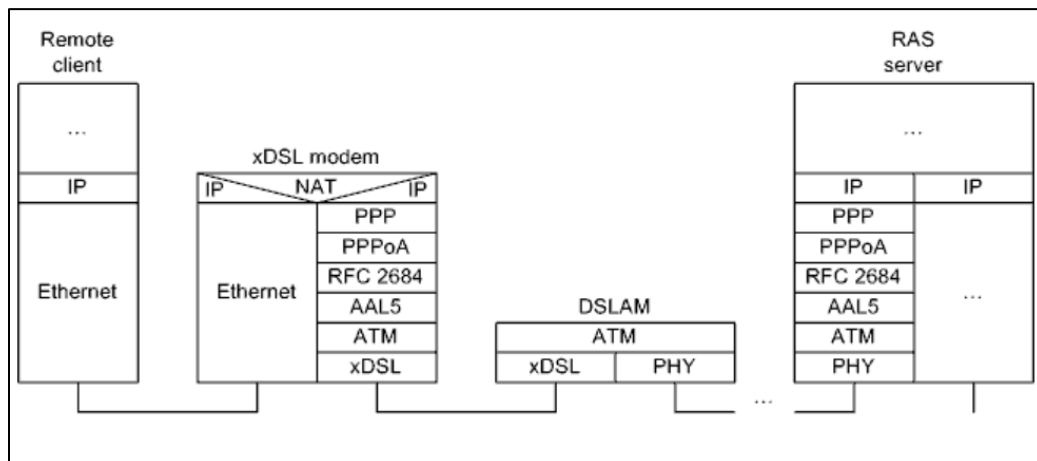 Remote
client
RAS
server
...
...
xDSL modem
IP
IP
NAT
IP
IP
IP
PPP
PPP
PPPoA
PPPoA
RFC 2684
RFC 2684
Ethernet
Ethernet
AAL5
DSLAM
AAL5
...
ATM
ATM
ATM
xDSL
xDSL
PHY
PHY
...